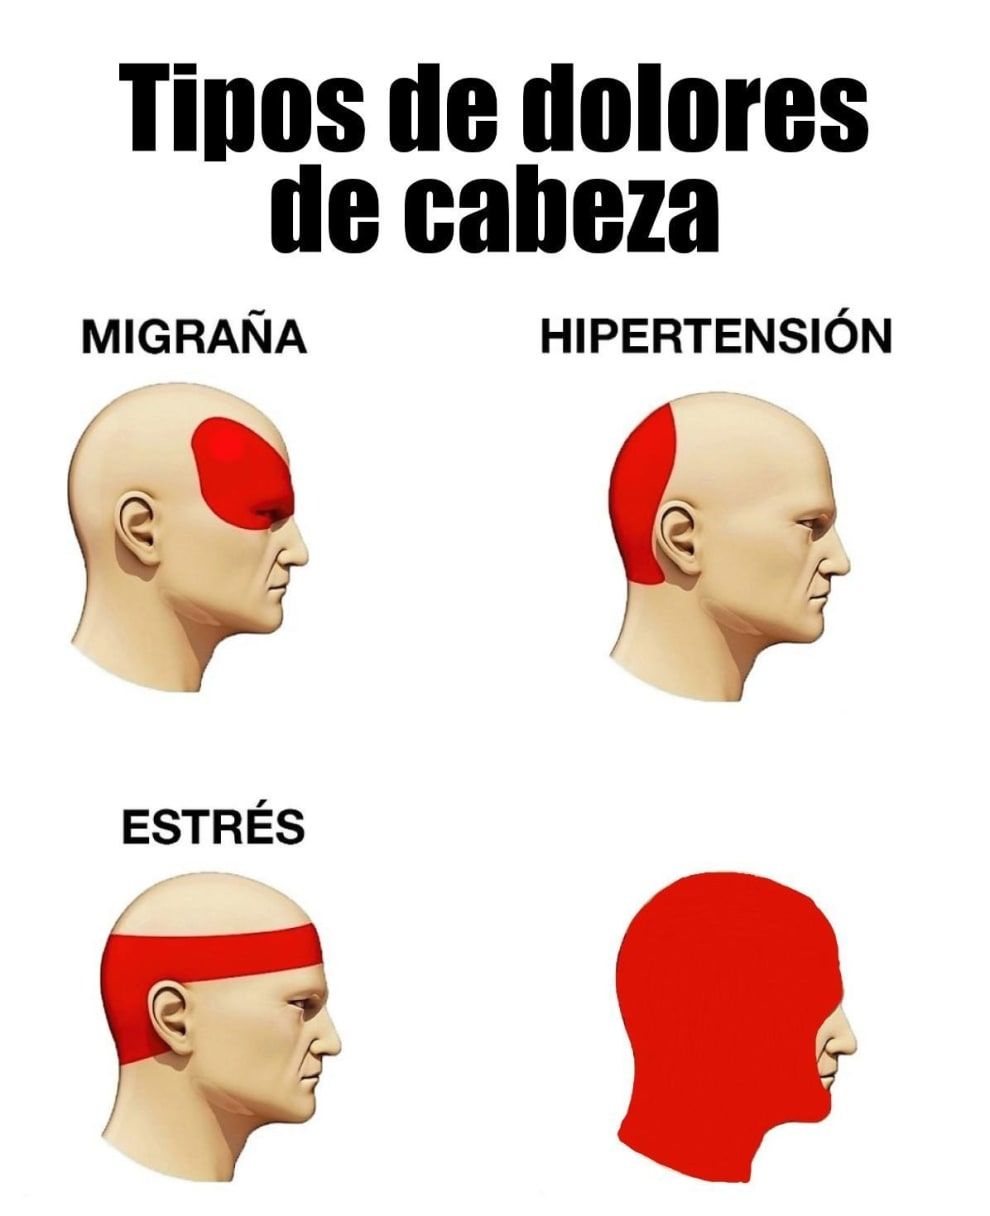 Tipos de dolores
de cabeza
MIGRAÑA
HIPERTENSIÓN
ESTRÉS